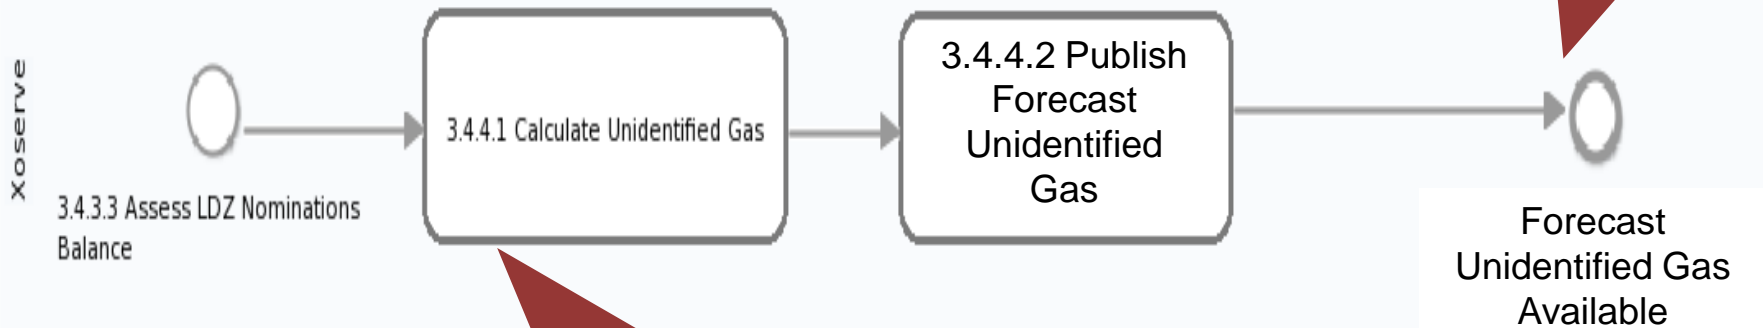 Xoserve
3.4.3.3 Assess LDZ Nominations
Balance
3.4.4.1 Calculate Unidentified Gas
3.4.4.2 Publish
Forecast
Unidentified
Gas
Forecast
Unidentified Gas
Available